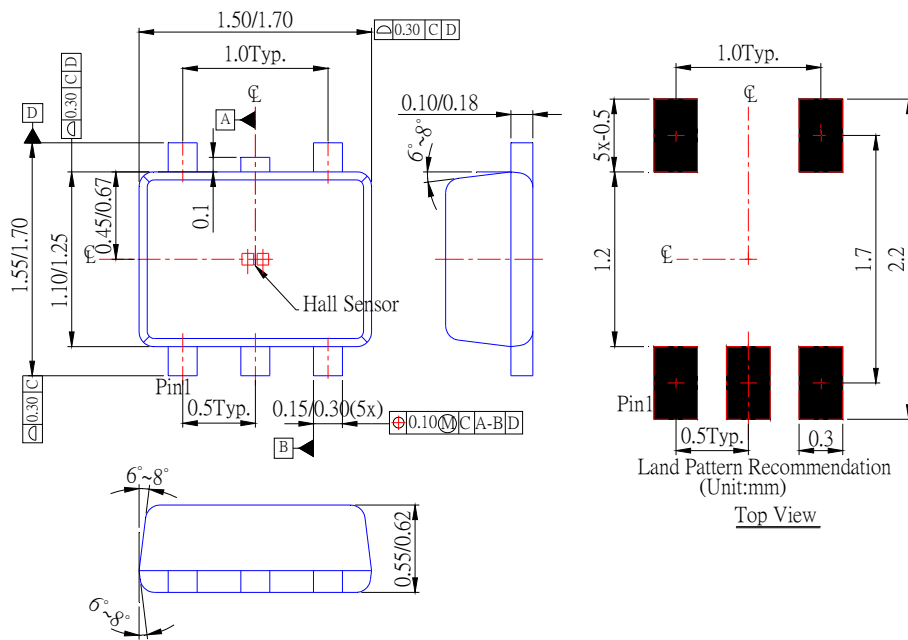 1.50/1.70
⌓ 0.30 C D
1.0Typ.
℄
A
D
⌓ 0.30 C D
0.1
0.45/0.67
1.10/1.25
1.55/1.70
℄
Hall Sensor
Pin1
⌓ 0.30 C
0.5Typ.
0.15/0.30(5x)
B
⌖ 0.10Ⓜ C A-B D
0.10/0.18
6°~8°
6°~8°
6°~8°
0.55/0.62
1.0Typ.
℄
5x-0.5
1.2
℄
1.7
2.2
Pin1
0.5Typ.
0.3
Land Pattern Recommendation
(Unit:mm)
Top View